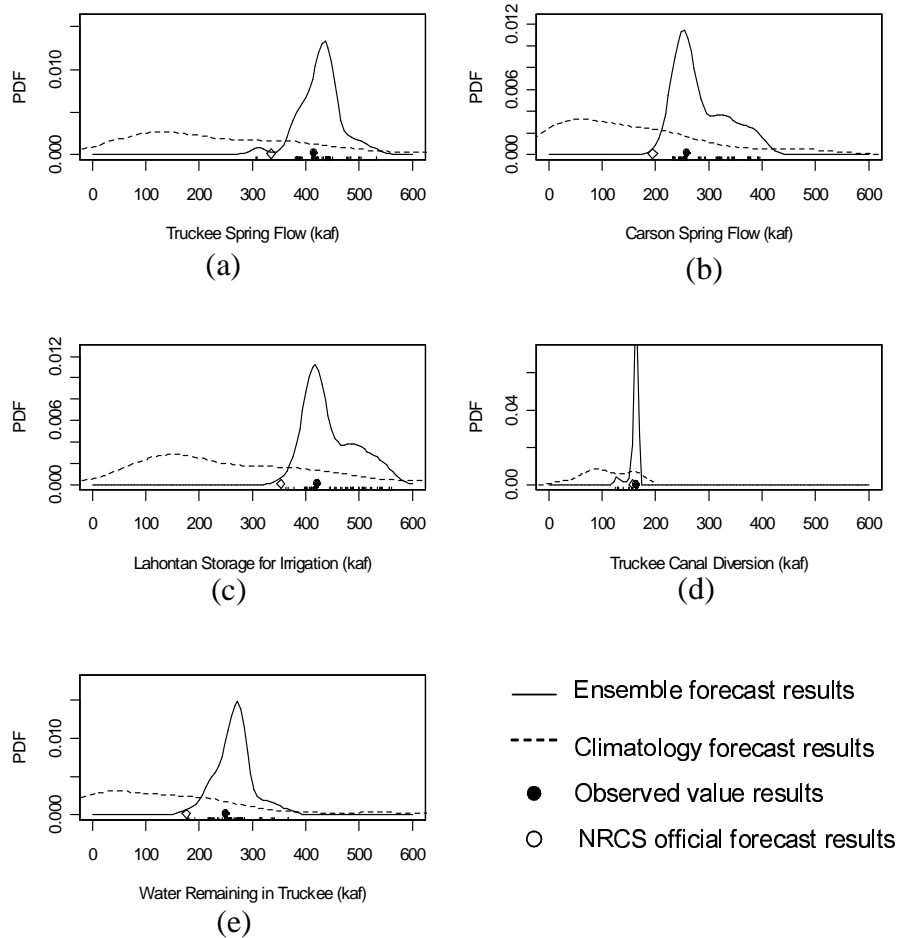 PDF
0.000 0.010
0 100 200 300 400 500 600
Truckee Spring Flow (kaf)
(a)
PDF
0.000 0.006 0.012
0 100 200 300 400 500 600
Carson Spring Flow (kaf)
(b)
PDF
0.000 0.006 0.012
0 100 200 300 400 500 600
Lahontan Storage for Irrigation (kaf)
(c)
PDF
0.00 0.04
0 100 200 300 400 500 600
Truckee Canal Diversion (kaf)
(d)
PDF
0.000 0.010
0 100 200 300 400 500 600
Water Remaining in Truckee (kaf)
(e)
Ensemble forecast results
Climatology forecast results
Observed value results
NRCS official forecast results